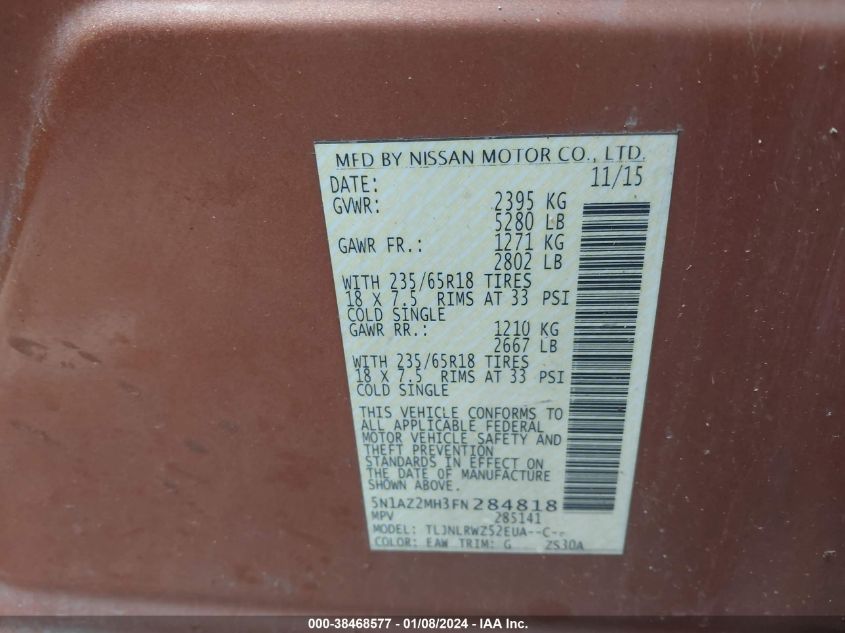 MFD BY NISSAN MOTOR CO., LTD.
DATE: 11/15
GVWR: 2395 KG
5280 LB
GAWR FR.: 1271 KG
2802 LB
WITH 235/65R18 TIRES
18 X 7.5 RIMS AT 33 PSI
COLD SINGLE
GAWR RR.: 1210 KG
2667 LB
WITH 235/65R18 TIRES
18 X 7.5 RIMS AT 33 PSI
COLD SINGLE
THIS VEHICLE CONFORMS TO
ALL APPLICABLE FEDERAL
MOTOR VEHICLE SAFETY AND
THEFT PREVENTION
STANDARDS IN EFFECT ON
THE DATE OF MANUFACTURE
SHOWN ABOVE.
5N1AZ2MH3FN284818
MPV 285141
MODEL: TLJNLRWZ52EUA--C--
COLOR: EAW TRIM: G ZS30A
000-38468577 - 01/08/2024 - IAA Inc.